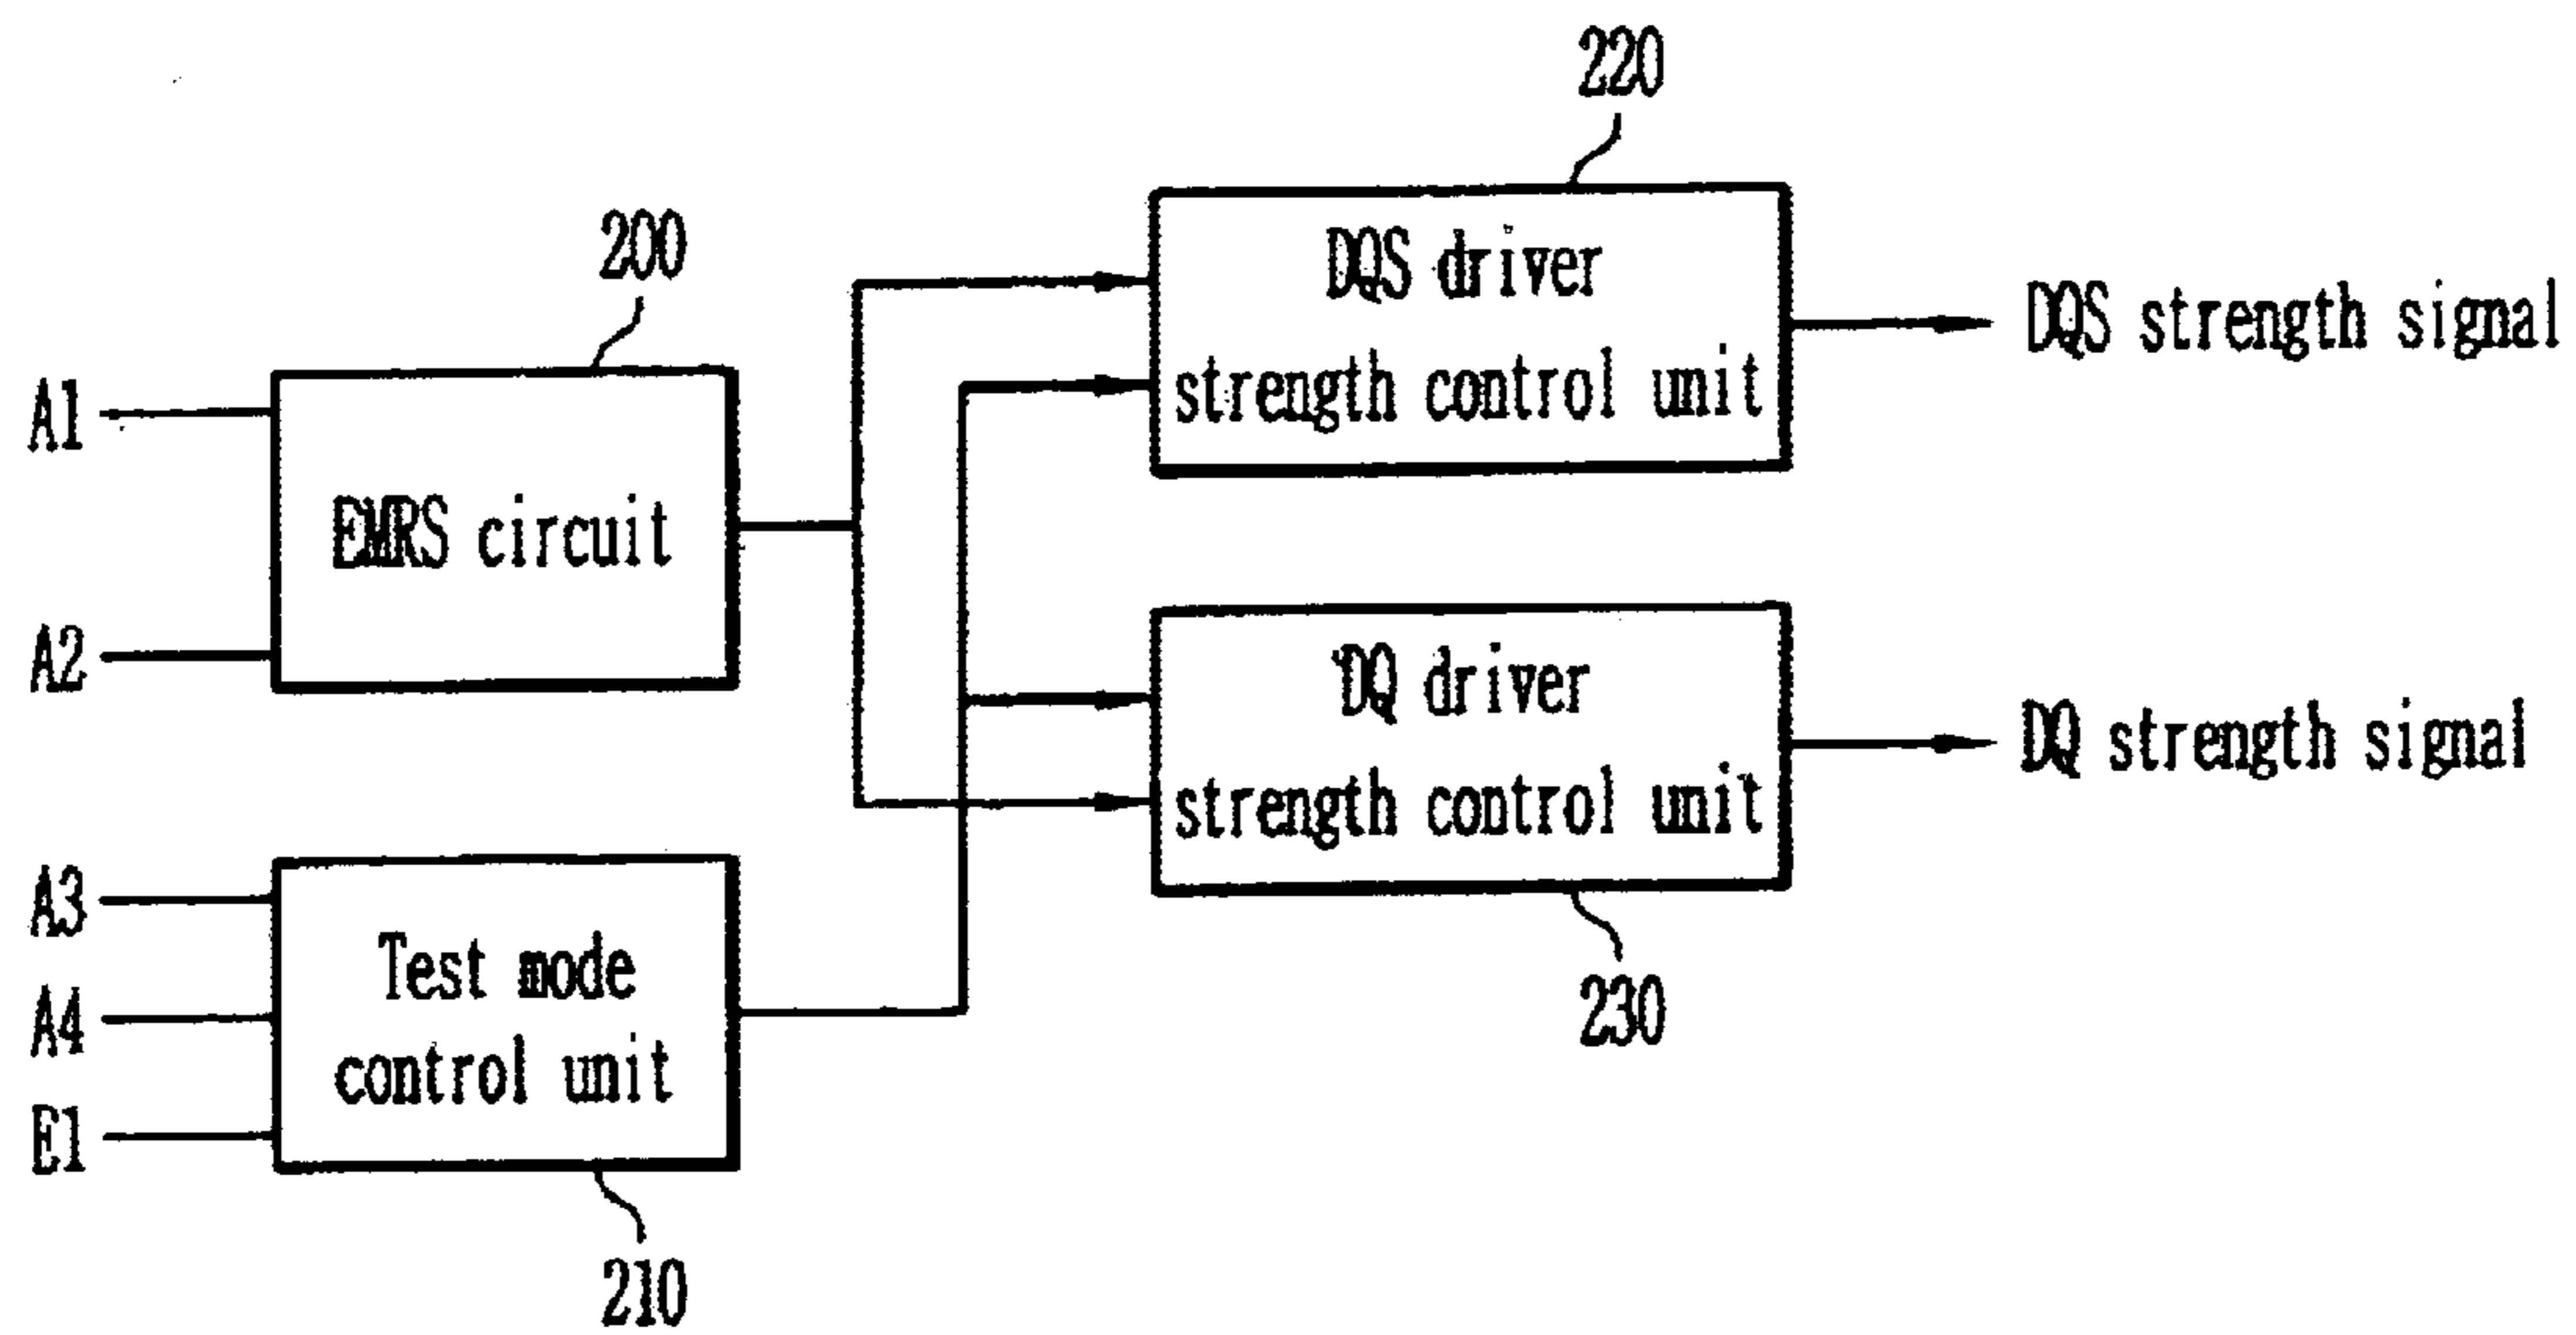 220
200
DQS driver
strength control unit
DQS strength signal
A1
EMRS circuit
A2
DQ driver
strength control unit
DQ strength signal
A3
A4
E1
Test mode
control unit
230
210